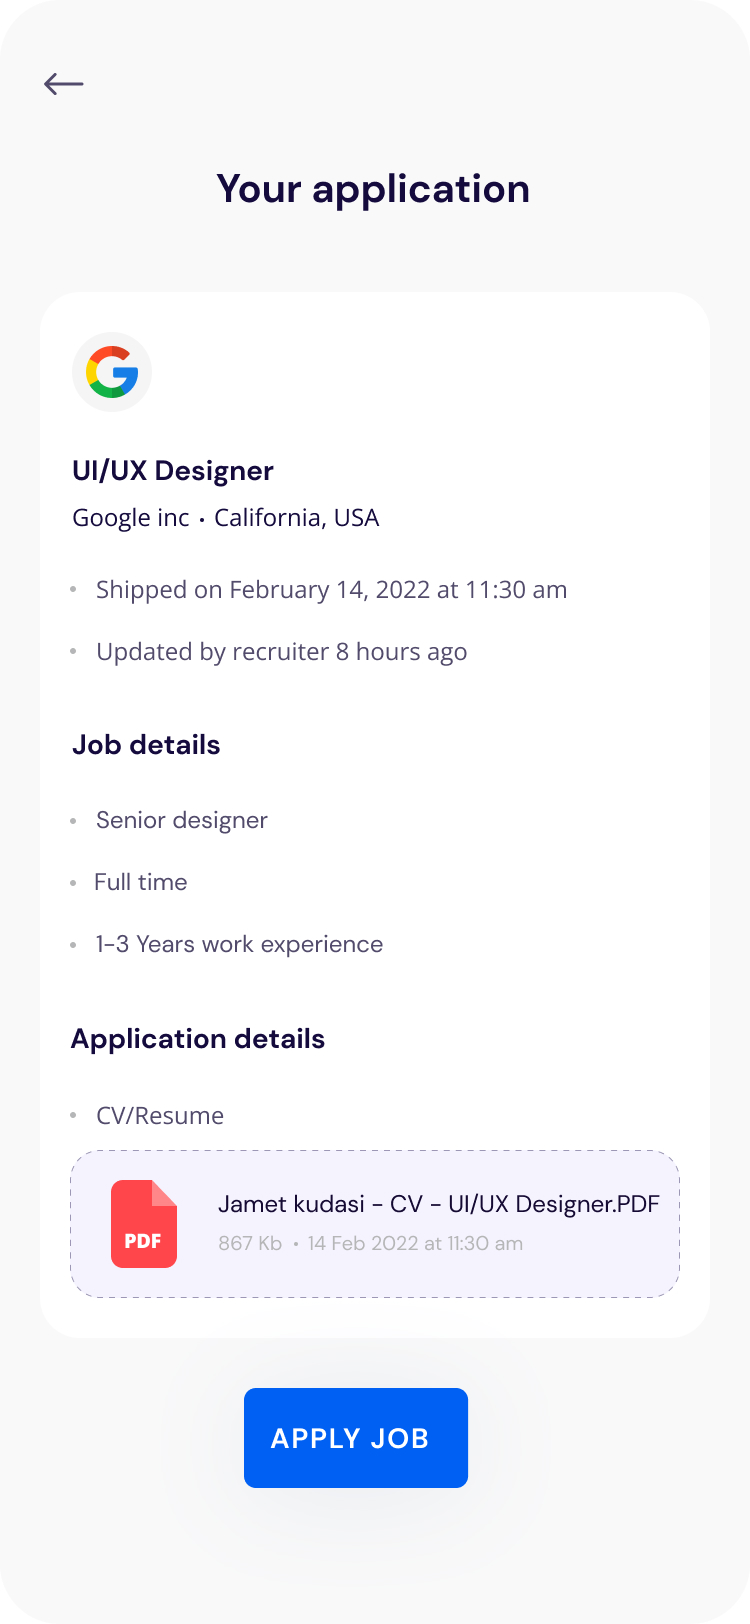 Your application
UI/UX Designer
Google inc • California, USA
• Shipped on February 14, 2022 at 11:30 am
• Updated by recruiter 8 hours ago
Job details
• Senior designer
• Full time
• 1-3 Years work experience
Application details
• CV/Resume
Jamet kudasi - CV - UI/UX Designer.PDF
PDF
867 Kb • 14 Feb 2022 at 11:30 am
APPLY JOB